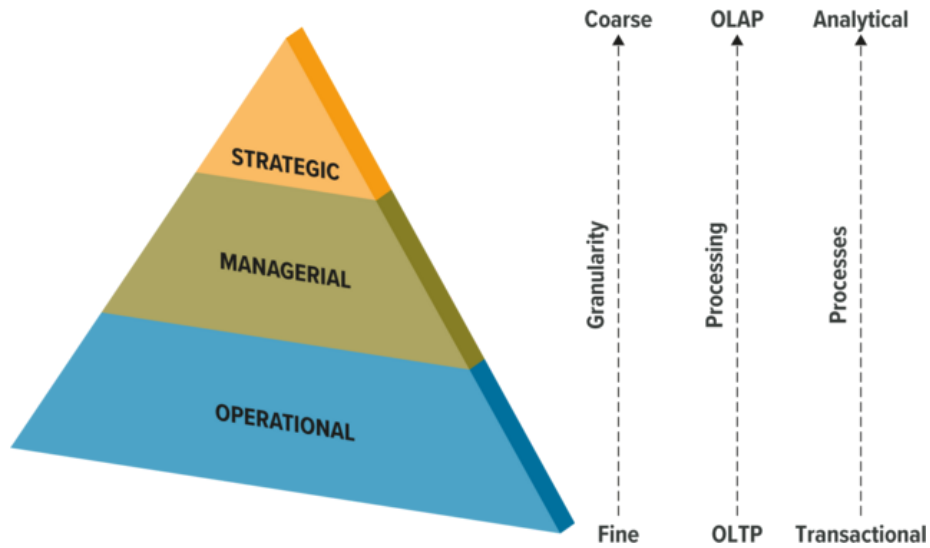 Coarse OLAP Analytical
STRATEGIC
MANAGERIAL
OPERATIONAL
Granularity
Processing
Processes
Fine OLTP Transactional